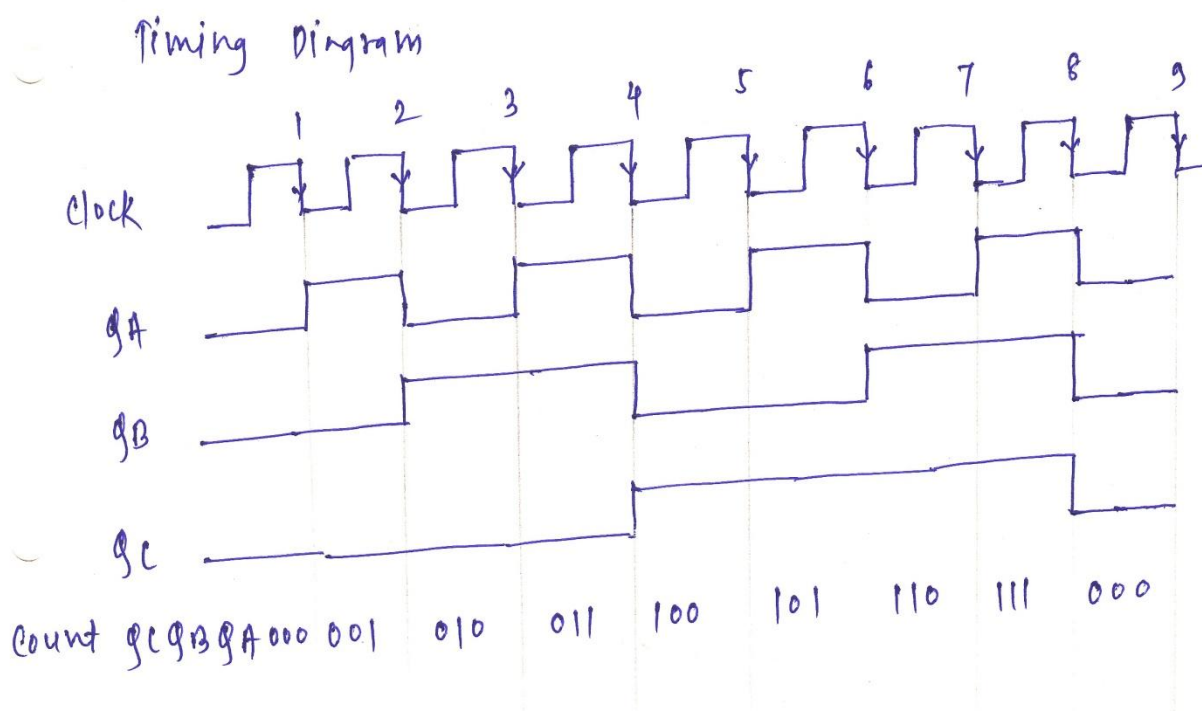 Timing Diagram
1 2 3 4 5 6 7 8 9
Clock
QA
QB
QC
Count QCQBQA 000 001 010 011 100 101 110 111 000